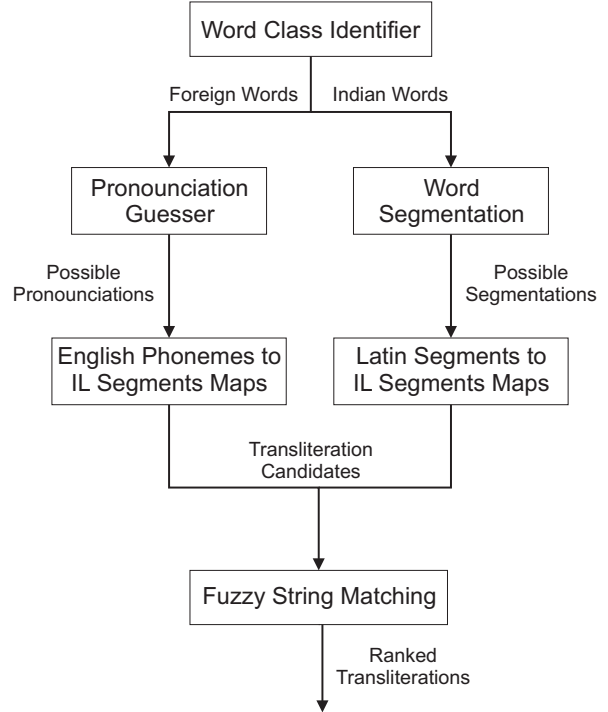 Word Class Identifier
Foreign Words
Indian Words
Pronounciation
Guesser
Word
Segmentation
Possible
Pronounciations
Possible
Segmentations
English Phonemes to
IL Segments Maps
Latin Segments to
IL Segments Maps
Transliteration
Candidates
Fuzzy String Matching
Ranked
Transliterations